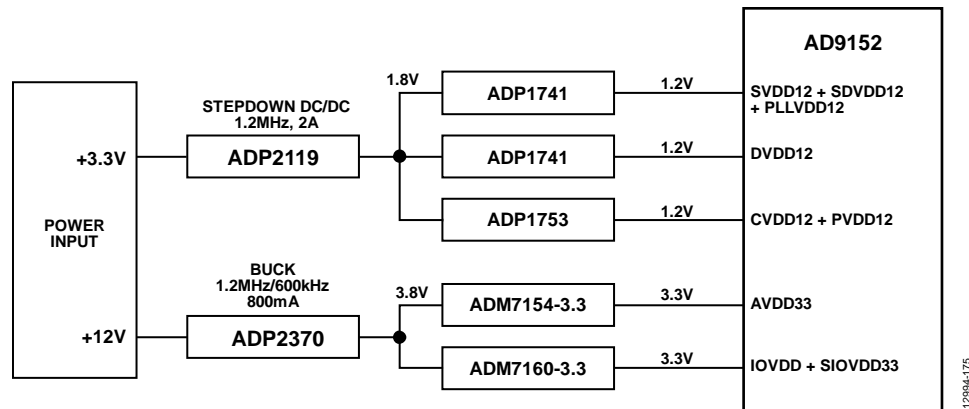 AD9152
POWER
INPUT
+3.3V
STEPDOWN DC/DC
1.2MHz, 2A
ADP2119
1.8V
ADP1741
1.2V
SVDD12 + SDVDD12
+ PLLVDD12
ADP1741
1.2V
DVDD12
ADP1753
1.2V
CVDD12 + PVDD12
+12V
BUCK
1.2MHz/600kHz
800mA
ADP2370
3.8V
ADM7154-3.3
3.3V
AVDD33
ADM7160-3.3
3.3V
IOVDD + SIOVDD33
12994-175